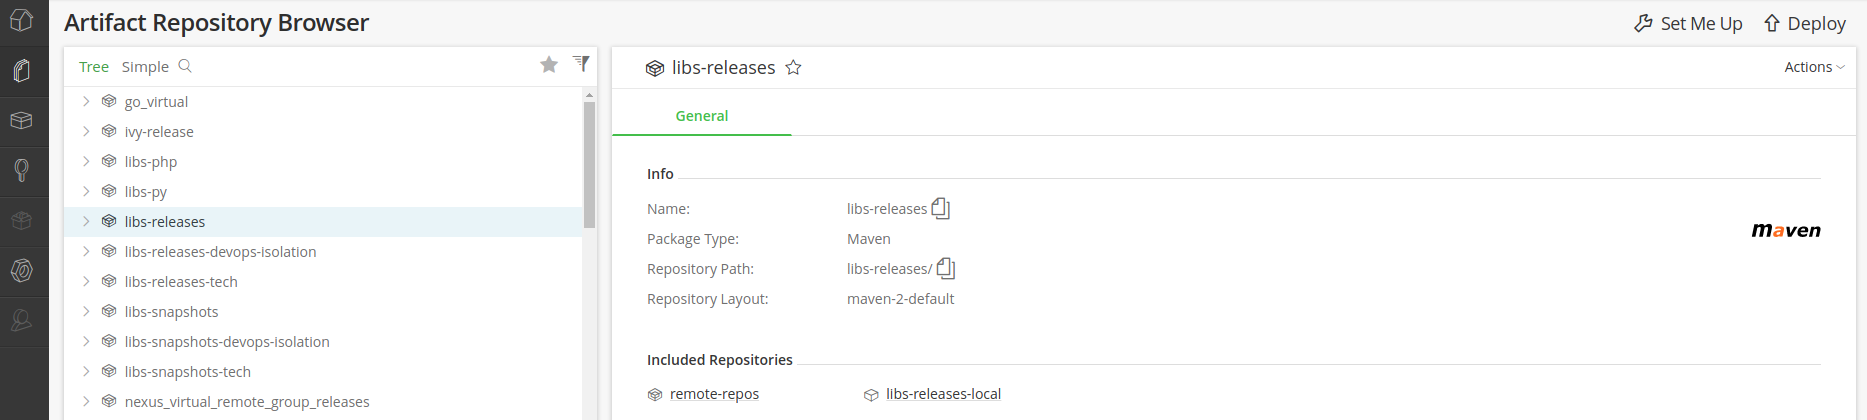 Artifact Repository Browser
Set Me Up
Deploy
Tree Simple
go_virtual
ivy-release
libs-php
libs-py
libs-releases
libs-releases-devops-isolation
libs-releases-tech
libs-snapshots
libs-snapshots-devops-isolation
libs-snapshots-tech
nexus_virtual_remote_group_releases
libs-releases
Actions
General
Info
Name: libs-releases
Package Type: Maven
Repository Path: libs-releases/
Repository Layout: maven-2-default
maven
Included Repositories
remote-repos libs-releases-local